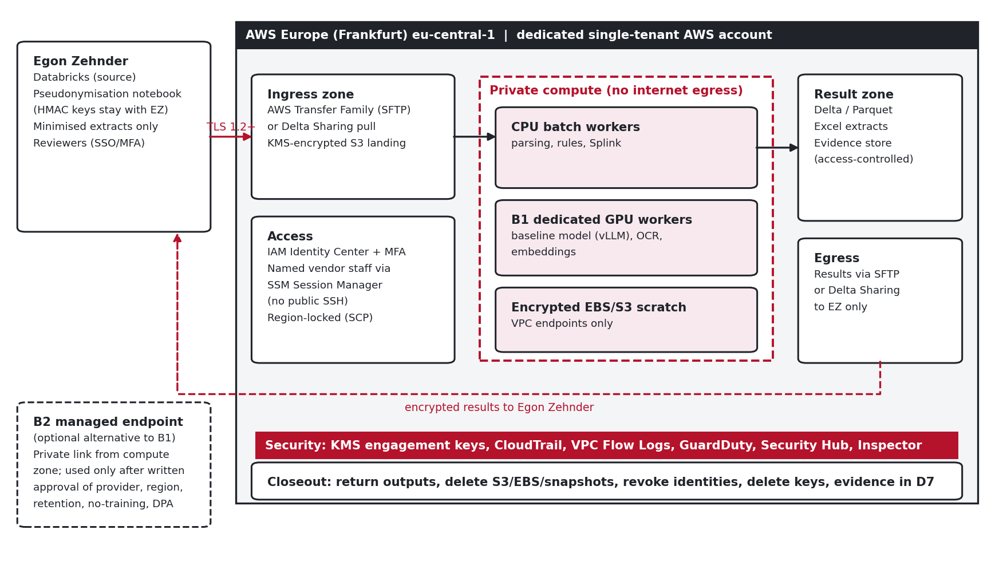 AWS Europe (Frankfurt) eu-central-1 | dedicated single-tenant AWS account
Egon Zehnder
Databricks (source)
Pseudonymisation notebook
(HMAC keys stay with EZ)
Minimised extracts only
Reviewers (SSO/MFA)
TLS 1.2+
Ingress zone
AWS Transfer Family (SFTP)
or Delta Sharing pull
KMS-encrypted S3 landing
Access
IAM Identity Center + MFA
Named vendor staff via
SSM Session Manager
(no public SSH)
Region-locked (SCP)
Private compute (no internet egress)
CPU batch workers
parsing, rules, Splink
B1 dedicated GPU workers
baseline model (vLLM), OCR,
embeddings
Encrypted EBS/S3 scratch
VPC endpoints only
Result zone
Delta / Parquet
Excel extracts
Evidence store
(access-controlled)
Egress
Results via SFTP
or Delta Sharing
to EZ only
encrypted results to Egon Zehnder
B2 managed endpoint
(optional alternative to B1)
Private link from compute
zone; used only after written
approval of provider, region,
retention, no-training, DPA
Security: KMS engagement keys, CloudTrail, VPC Flow Logs, GuardDuty, Security Hub, Inspector
Closeout: return outputs, delete S3/EBS/snapshots, revoke identities, delete keys, evidence in D7